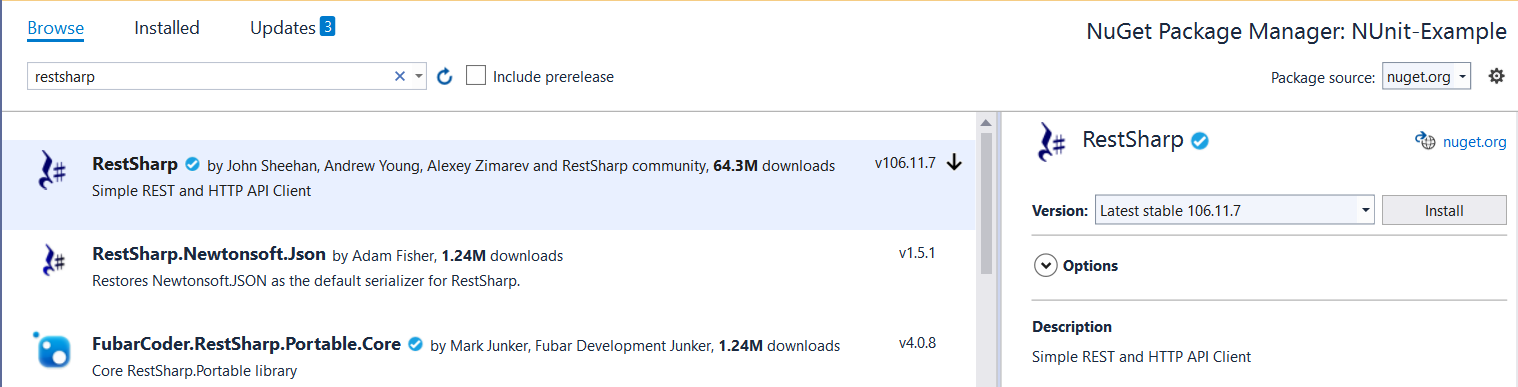 Browse Installed Updates 3
NuGet Package Manager: NUnit-Example
restsharp
Include prerelease
Package source: nuget.org
RestSharp by John Sheehan, Andrew Young, Alexey Zimarev and RestSharp community, 64.3M downloads v106.11.7
Simple REST and HTTP API Client
RestSharp.Newtonsoft.Json by Adam Fisher, 1.24M downloads v1.5.1
Restores Newtonsoft.JSON as the default serializer for RestSharp.
FubarCoder.RestSharp.Portable.Core by Mark Junker, Fubar Development Junker, 1.24M downloads v4.0.8
Core RestSharp.Portable library
RestSharp nuget.org
Version: Latest stable 106.11.7 Install
Options
Description
Simple REST and HTTP API Client